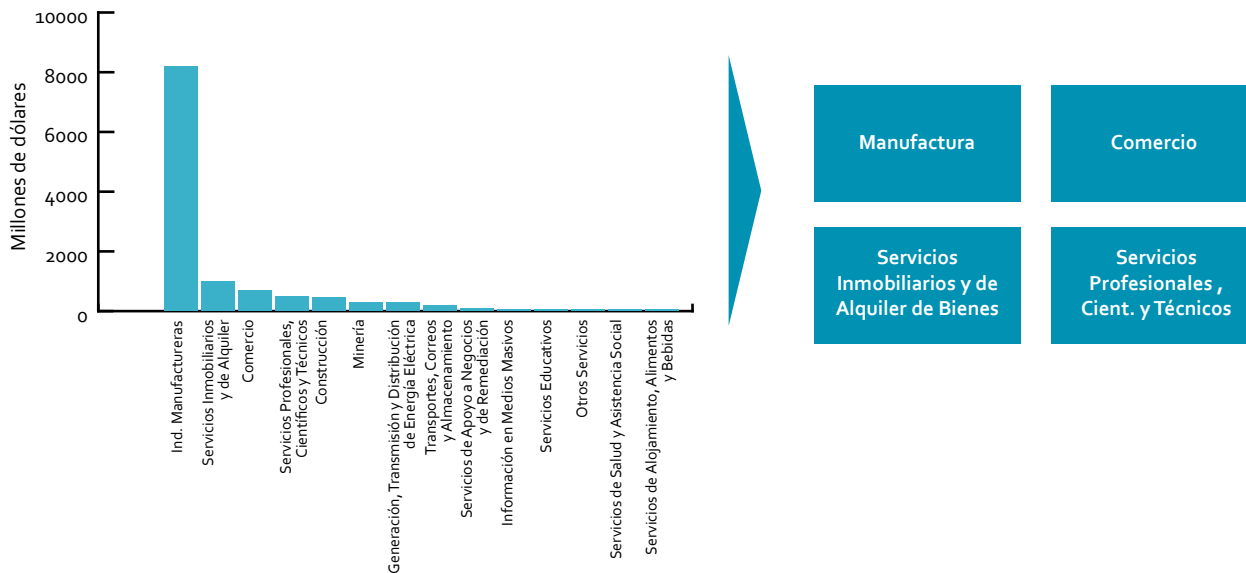 Millones de dólares
10000
8000
6000
4000
2000
0
Ind. Manufactureras
Servicios Inmobiliarios
y de Alquiler
Comercio
Servicios Profesionales,
Científicos y Técnicos
Construcción
Minería
Generación, Transmisión y Distribución
de Energía Eléctrica
Transportes, Correos
y Almacenamiento
Servicios de Apoyo a Negocios
y de Remediación
Información en Medios Masivos
Servicios Educativos
Otros Servicios
Servicios de Salud y Asistencia Social
Servicios de Alojamiento, Alimentos
y Bebidas
Manufactura
Comercio
Servicios
Inmobiliarios y de
Alquiler de Bienes
Servicios
Profesionales ,
Cient. y Técnicos